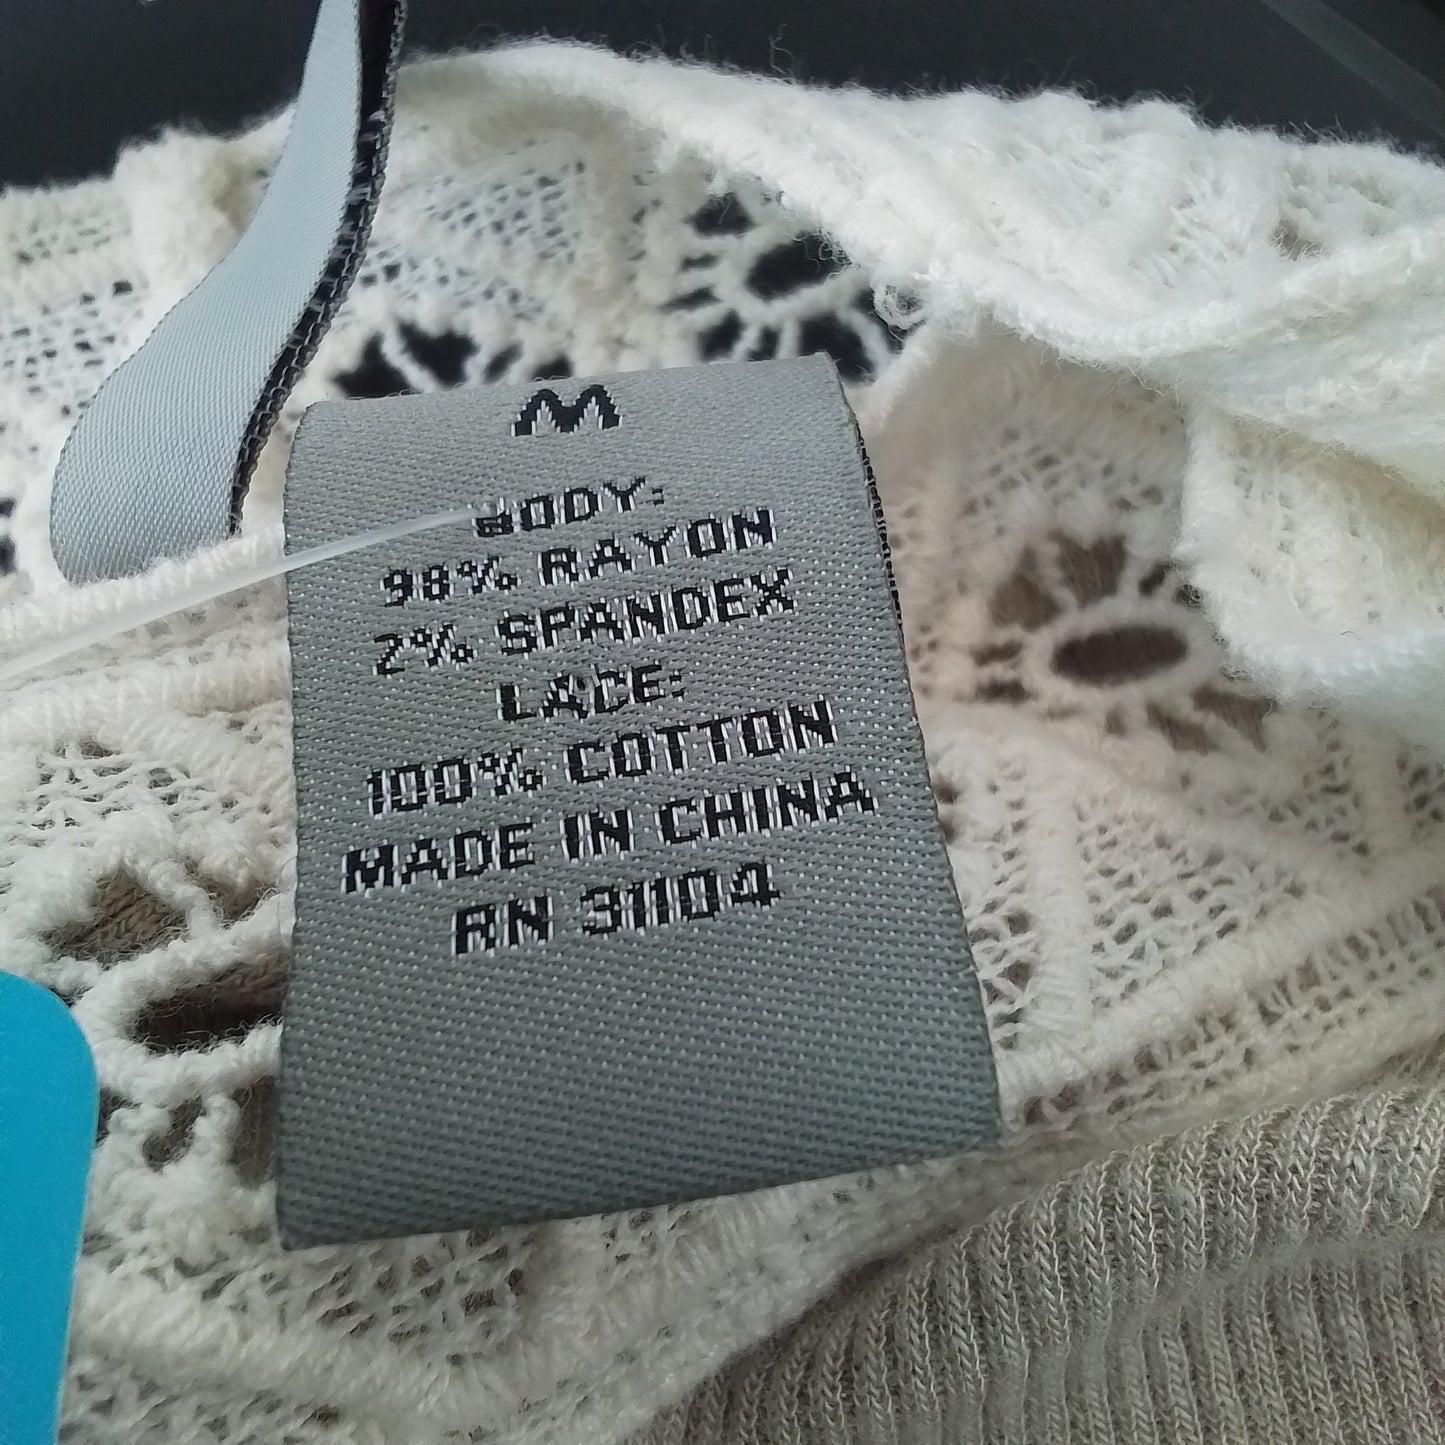 M
BODY:
98% RAYON
2% SPANDEX
LACE:
100% COTTON
MADE IN CHINA
RN 31104